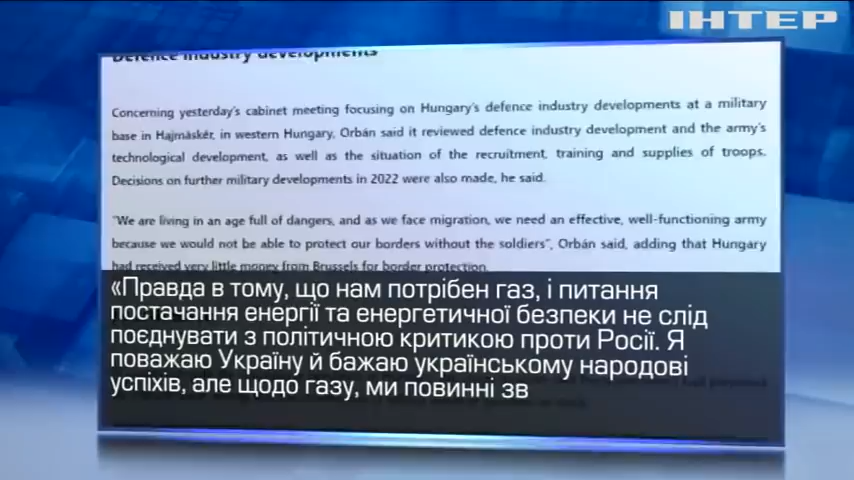 ІНТЕР
Defence industry developments
Concerning yesterday's cabinet meeting focusing on Hungary's defence industry developments at a military
base in Hajmáskér, in western Hungary, Orbán said it reviewed defence industry development and the army's
technological development, as well as the situation of the recruitment, training and supplies of troops.
Decisions on further military developments in 2022 were also made, he said.
"We are living in an age full of dangers, and as we face migration, we need an effective, well-functioning army
because we would not be able to protect our borders without the soldiers", Orbán said, adding that Hungary
had received very little money from Brussels for border protection.
«Правда в тому, що нам потрібен газ, і питання
постачання енергії та енергетичної безпеки не слід
поєднувати з політичною критикою проти Росії. Я
поважаю Україну й бажаю українському народові
успіхів, але щодо газу, ми повинні зв